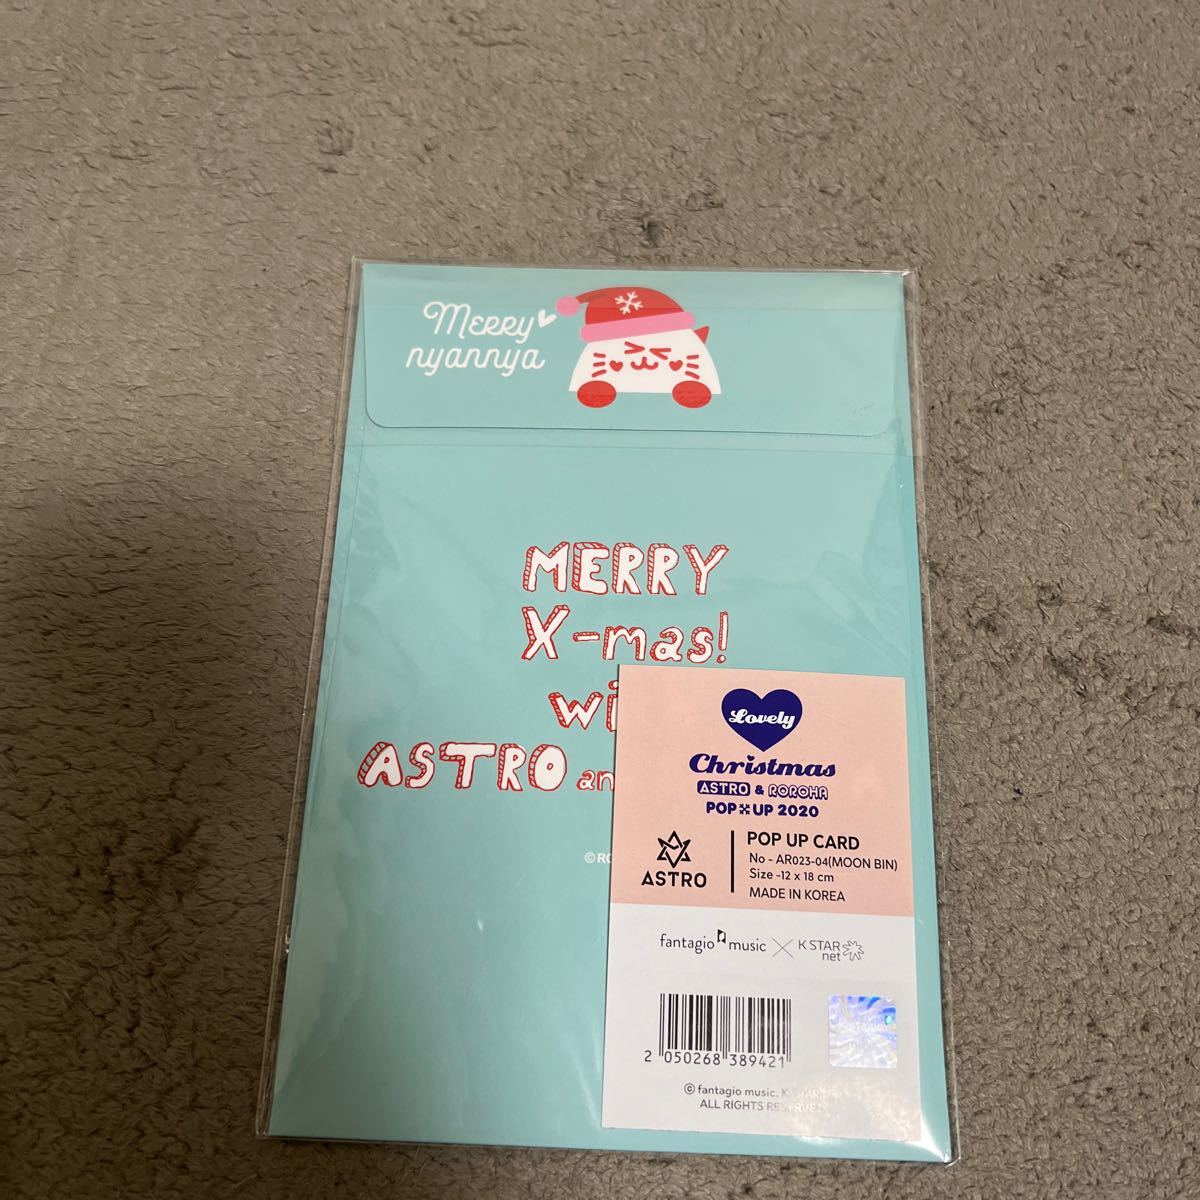 Merry
nyannya
MERRY
X-mas!
wi
ASTRO an
©RO
Lovely
Christmas
ASTRO & ROROHA
POP UP 2020
ASTRO
POP UP CARD
No - AR023-04(MOON BIN)
Size -12 x 18 cm
MADE IN KOREA
fantagio music
K STAR
net
2 050268 389421
© fantagio music. K
ALL RIGHTS RESERVE